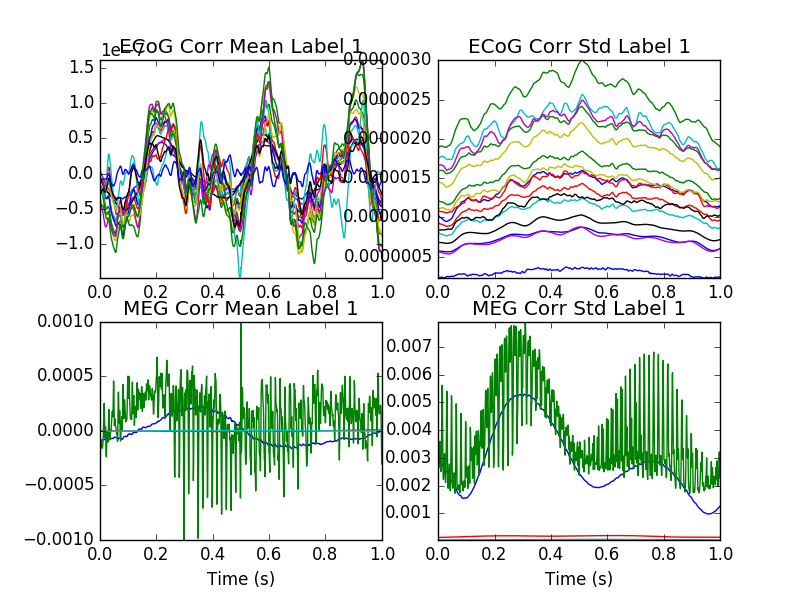 1e−7
ECoG Corr Mean Label 1
1.5
1.0
0.5
0.0
−0.5
−1.0
0.0 0.2 0.4 0.6 0.8 1.0
ECoG Corr Std Label 1
0.0000030
0.0000020
0.0000015
0.0000010
0.0000005
0.0 0.2 0.4 0.6 0.8 1.0
MEG Corr Mean Label 1
0.0010
0.0005
0.0000
−0.0005
−0.0010
0.0 0.2 0.4 0.6 0.8 1.0
Time (s)
MEG Corr Std Label 1
0.007
0.006
0.005
0.004
0.003
0.002
0.001
0.0 0.2 0.4 0.6 0.8 1.0
Time (s)